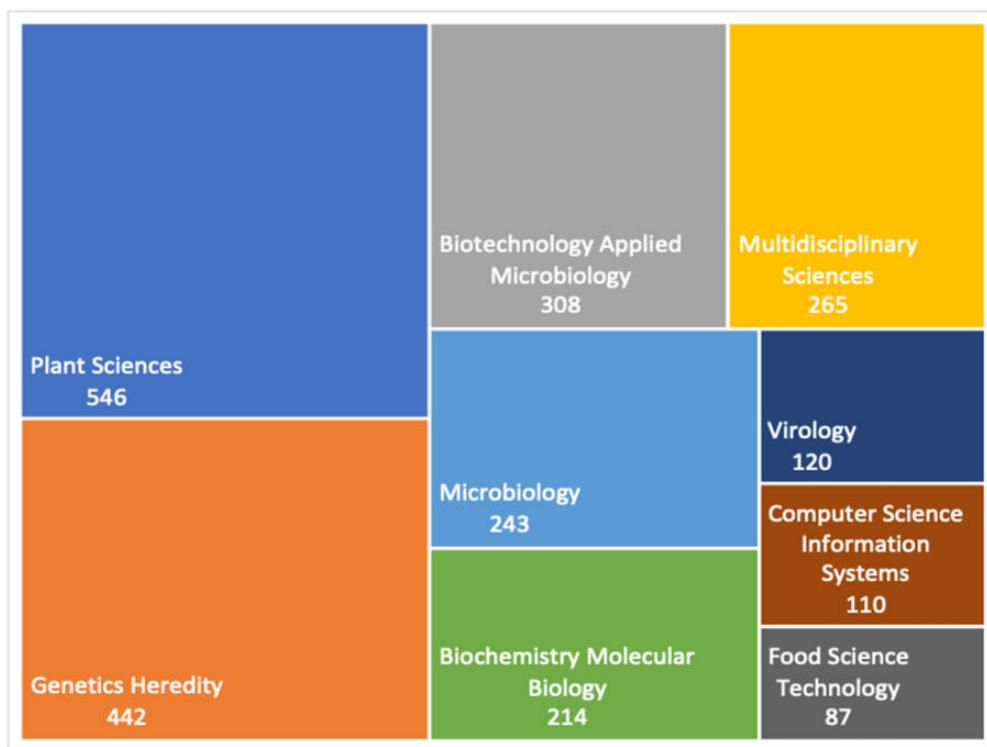 Plant Sciences
546
Genetics Heredity
442
Biotechnology Applied
Microbiology
308
Multidisciplinary
Sciences
265
Microbiology
243
Biochemistry Molecular
Biology
214
Virology
120
Computer Science
Information
Systems
110
Food Science
Technology
87